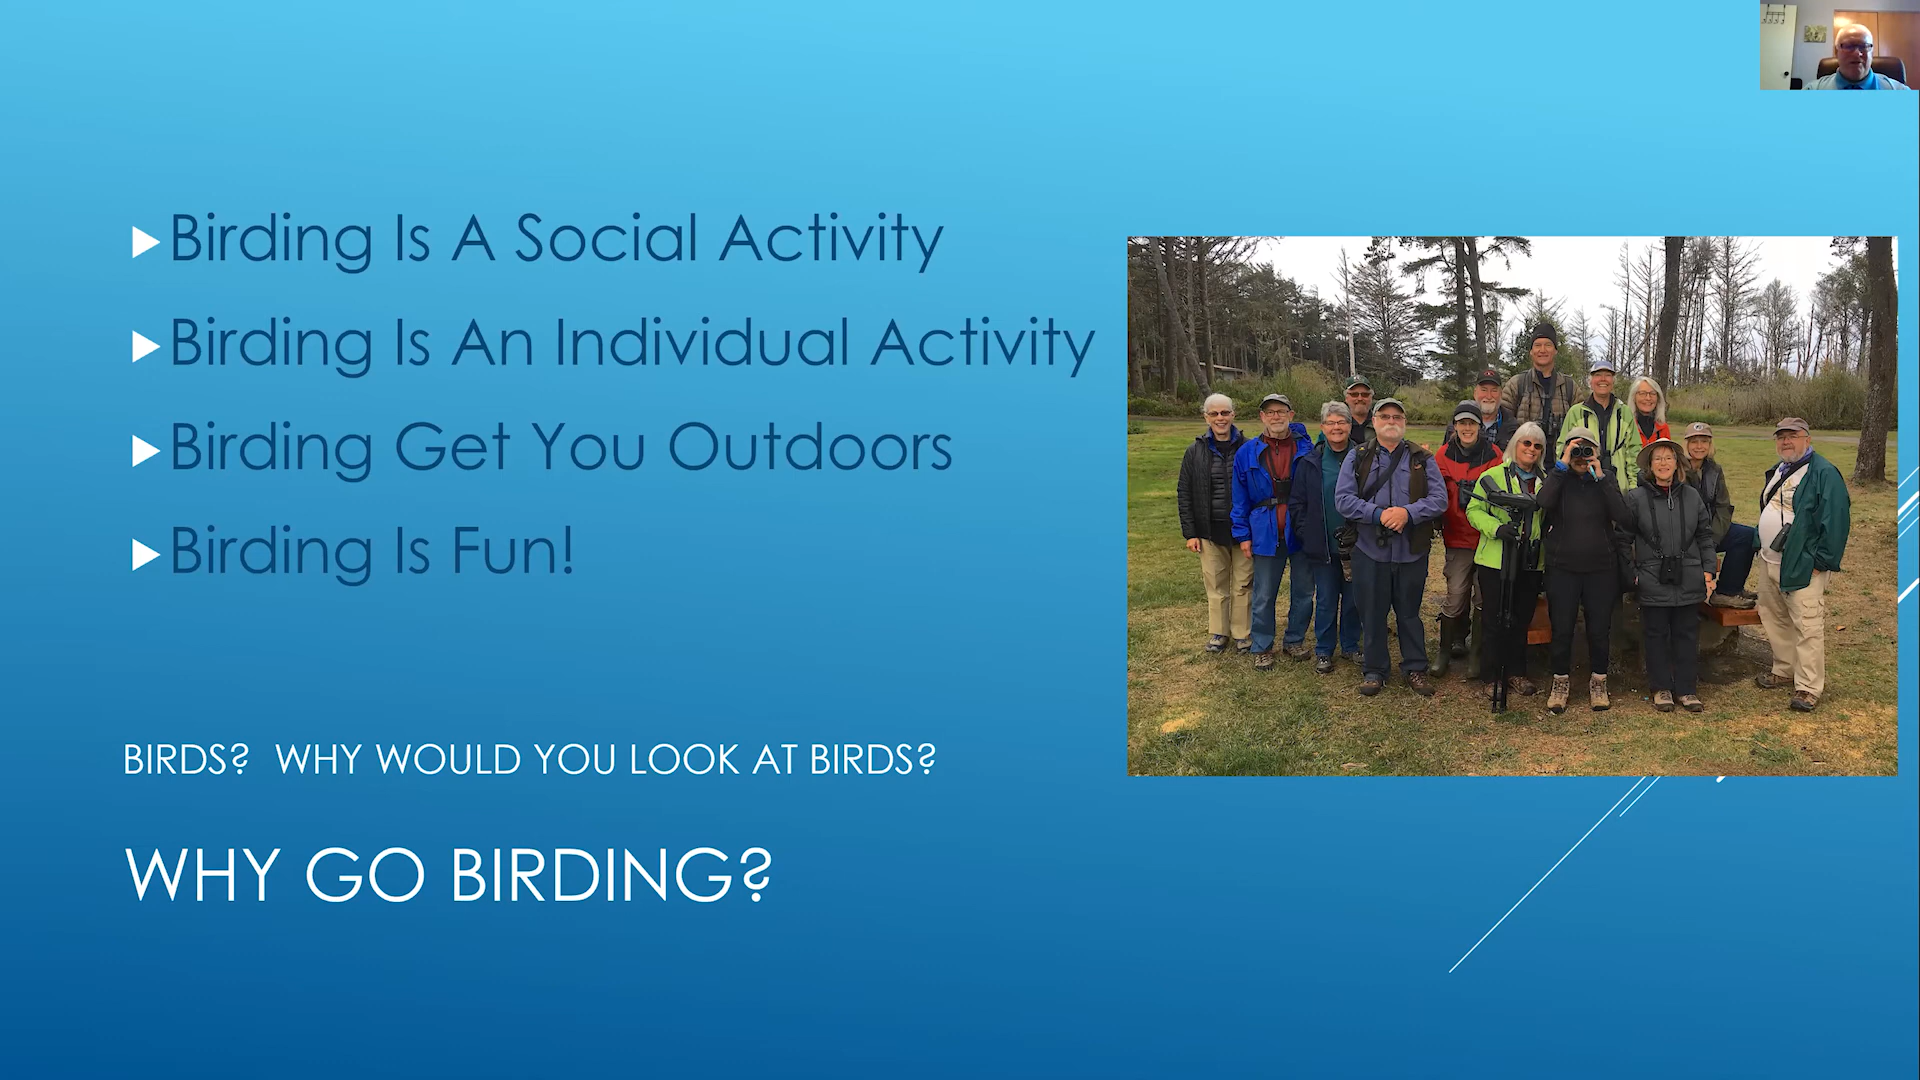 Birding Is A Social Activity
Birding Is An Individual Activity
Birding Get You Outdoors
Birding Is Fun!
BIRDS? WHY WOULD YOU LOOK AT BIRDS?
WHY GO BIRDING?